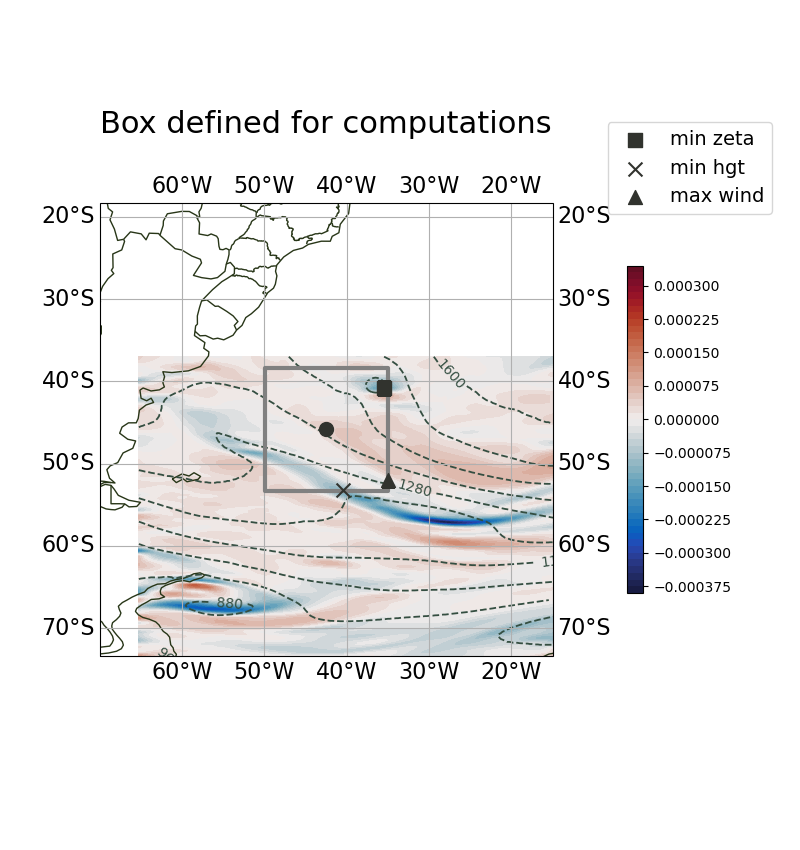 Box defined for computations
min zeta
min hgt
max wind
60°W 50°W 40°W 30°W 20°W
20°S 20°S
30°S 30°S
40°S 40°S
50°S 50°S
60°S 60°S
70°S 70°S
60°W 50°W 40°W 30°W 20°W
1600
1280
880
0.000300
0.000225
0.000150
0.000075
0.000000
−0.000075
−0.000150
−0.000225
−0.000300
−0.000375